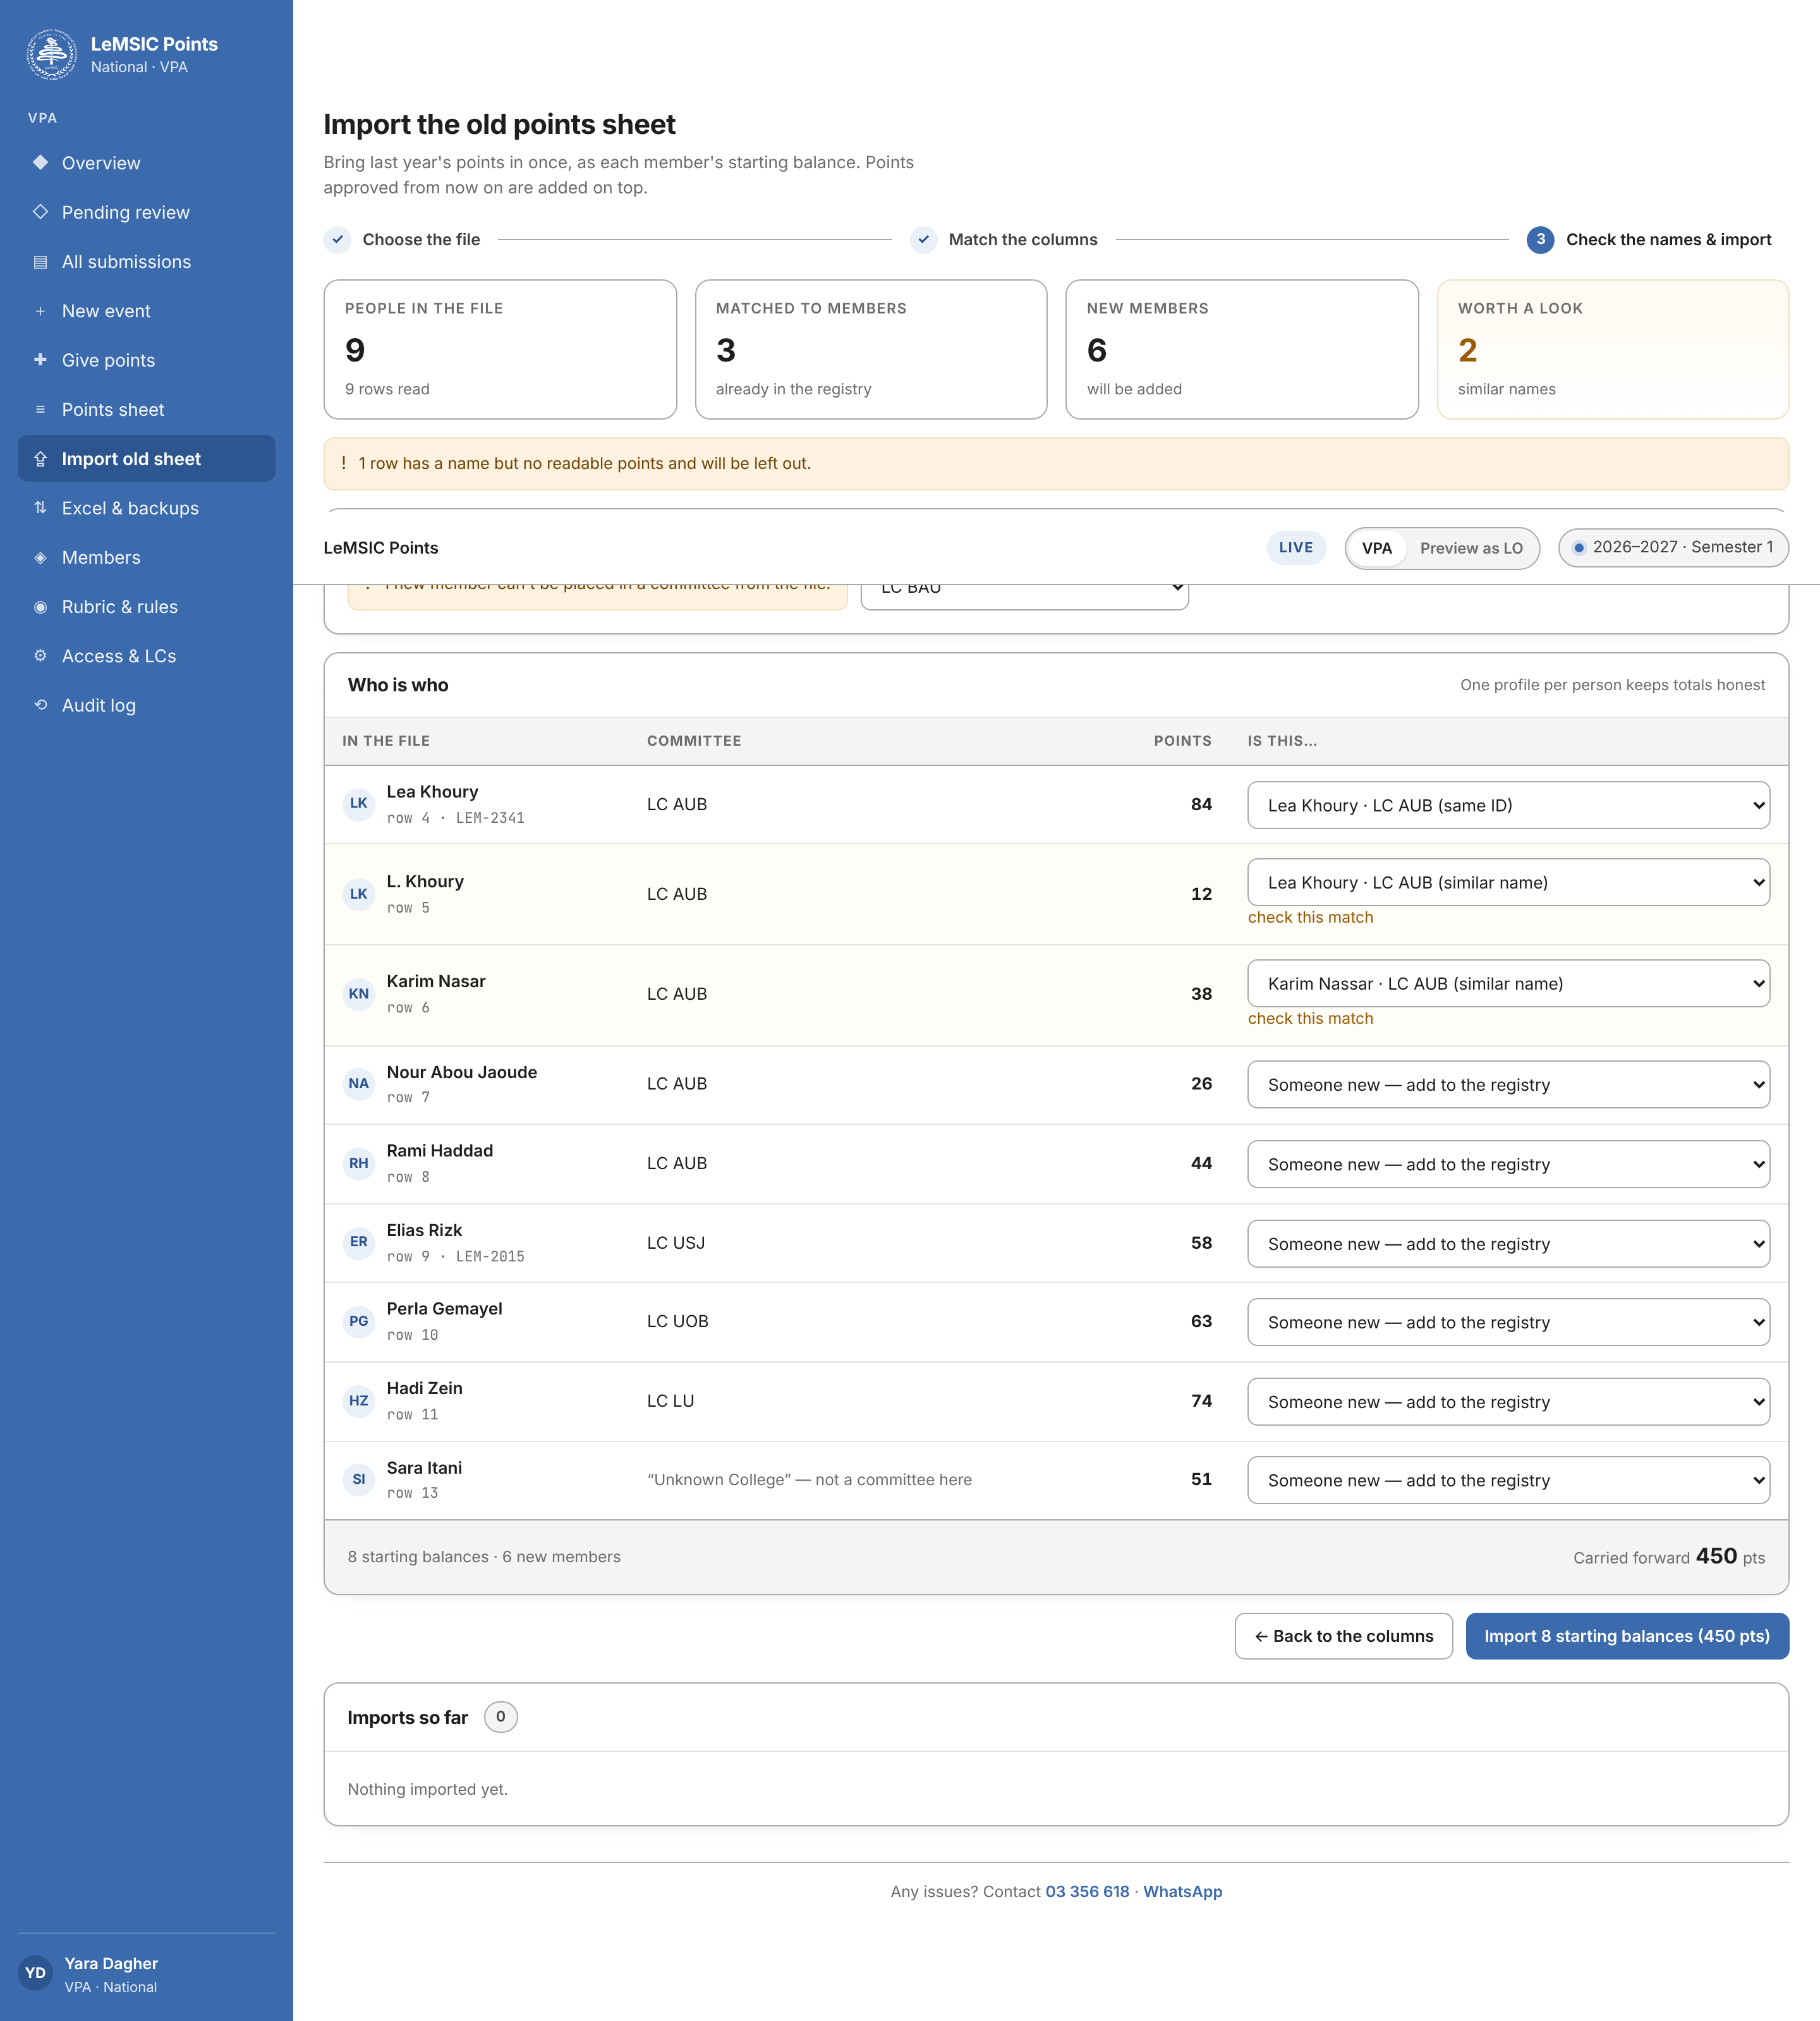 LeMSIC Points
National · VPA
VPA
Overview
Pending review
All submissions
New event
Give points
Points sheet
Import old sheet
Excel & backups
Members
Rubric & rules
Access & LCs
Audit log
YD
Yara Dagher
VPA · National
Import the old points sheet
Bring last year's points in once, as each member's starting balance. Points
approved from now on are added on top.
Choose the file
Match the columns
3 Check the names & import
PEOPLE IN THE FILE
9
9 rows read
MATCHED TO MEMBERS
3
already in the registry
NEW MEMBERS
6
will be added
WORTH A LOOK
2
similar names
! 1 row has a name but no readable points and will be left out.
LeMSIC Points
LIVE
VPA
Preview as LO
2026–2027 · Semester 1
! 1 new member can't be placed in a committee from the file.
LC BAU
Who is who
One profile per person keeps totals honest
IN THE FILE COMMITTEE POINTS IS THIS…
LK Lea Khoury LC AUB 84 Lea Khoury · LC AUB (same ID)
row 4 · LEM-2341
LK L. Khoury LC AUB 12 Lea Khoury · LC AUB (similar name)
row 5 check this match
KN Karim Nasar LC AUB 38 Karim Nassar · LC AUB (similar name)
row 6 check this match
NA Nour Abou Jaoude LC AUB 26 Someone new — add to the registry
row 7
RH Rami Haddad LC AUB 44 Someone new — add to the registry
row 8
ER Elias Rizk LC USJ 58 Someone new — add to the registry
row 9 · LEM-2015
PG Perla Gemayel LC UOB 63 Someone new — add to the registry
row 10
HZ Hadi Zein LC LU 74 Someone new — add to the registry
row 11
SI Sara Itani “Unknown College” — not a committee here 51 Someone new — add to the registry
row 13
8 starting balances · 6 new members
Carried forward 450 pts
← Back to the columns
Import 8 starting balances (450 pts)
Imports so far 0
Nothing imported yet.
Any issues? Contact 03 356 618 · WhatsApp